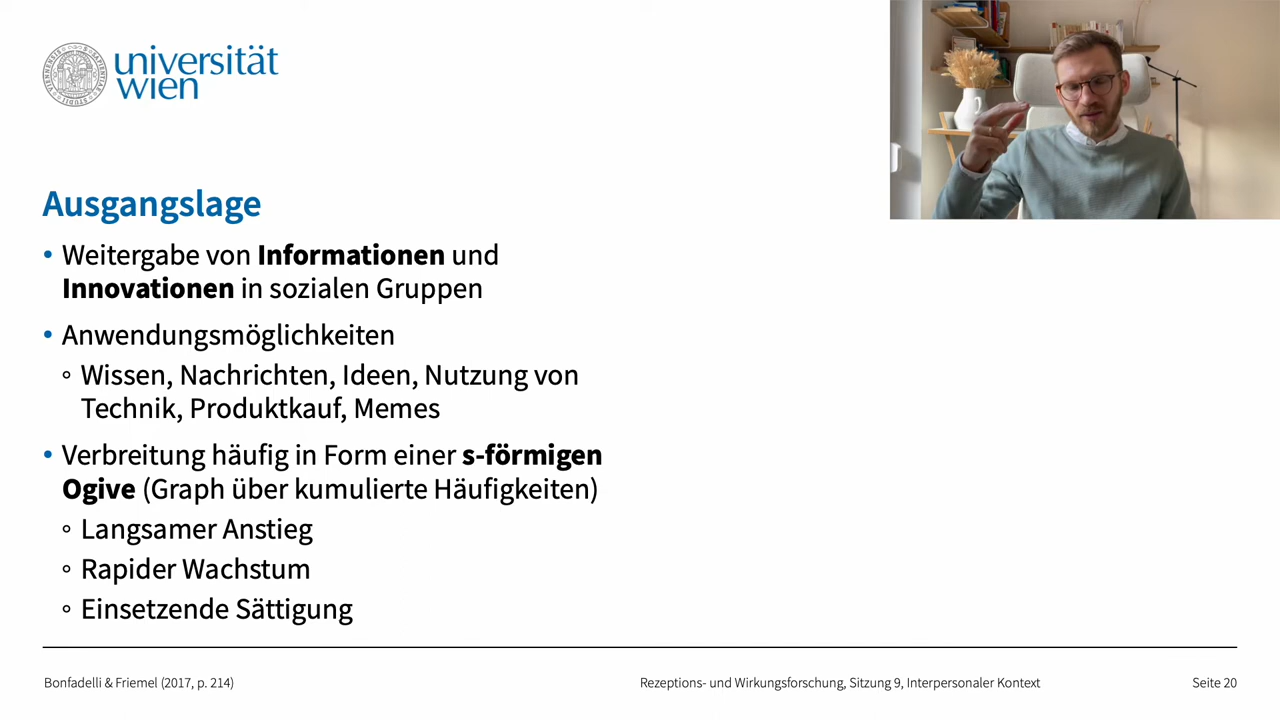 universität
wien
Ausgangslage
• Weitergabe von Informationen und
Innovationen in sozialen Gruppen
• Anwendungsmöglichkeiten
◦ Wissen, Nachrichten, Ideen, Nutzung von
Technik, Produktkauf, Memes
• Verbreitung häufig in Form einer s-förmigen
Ogive (Graph über kumulierte Häufigkeiten)
◦ Langsamer Anstieg
◦ Rapider Wachstum
◦ Einsetzende Sättigung
Bonfadelli & Friemel (2017, p. 214)
Rezeptions- und Wirkungsforschung, Sitzung 9, Interpersonaler Kontext
Seite 20